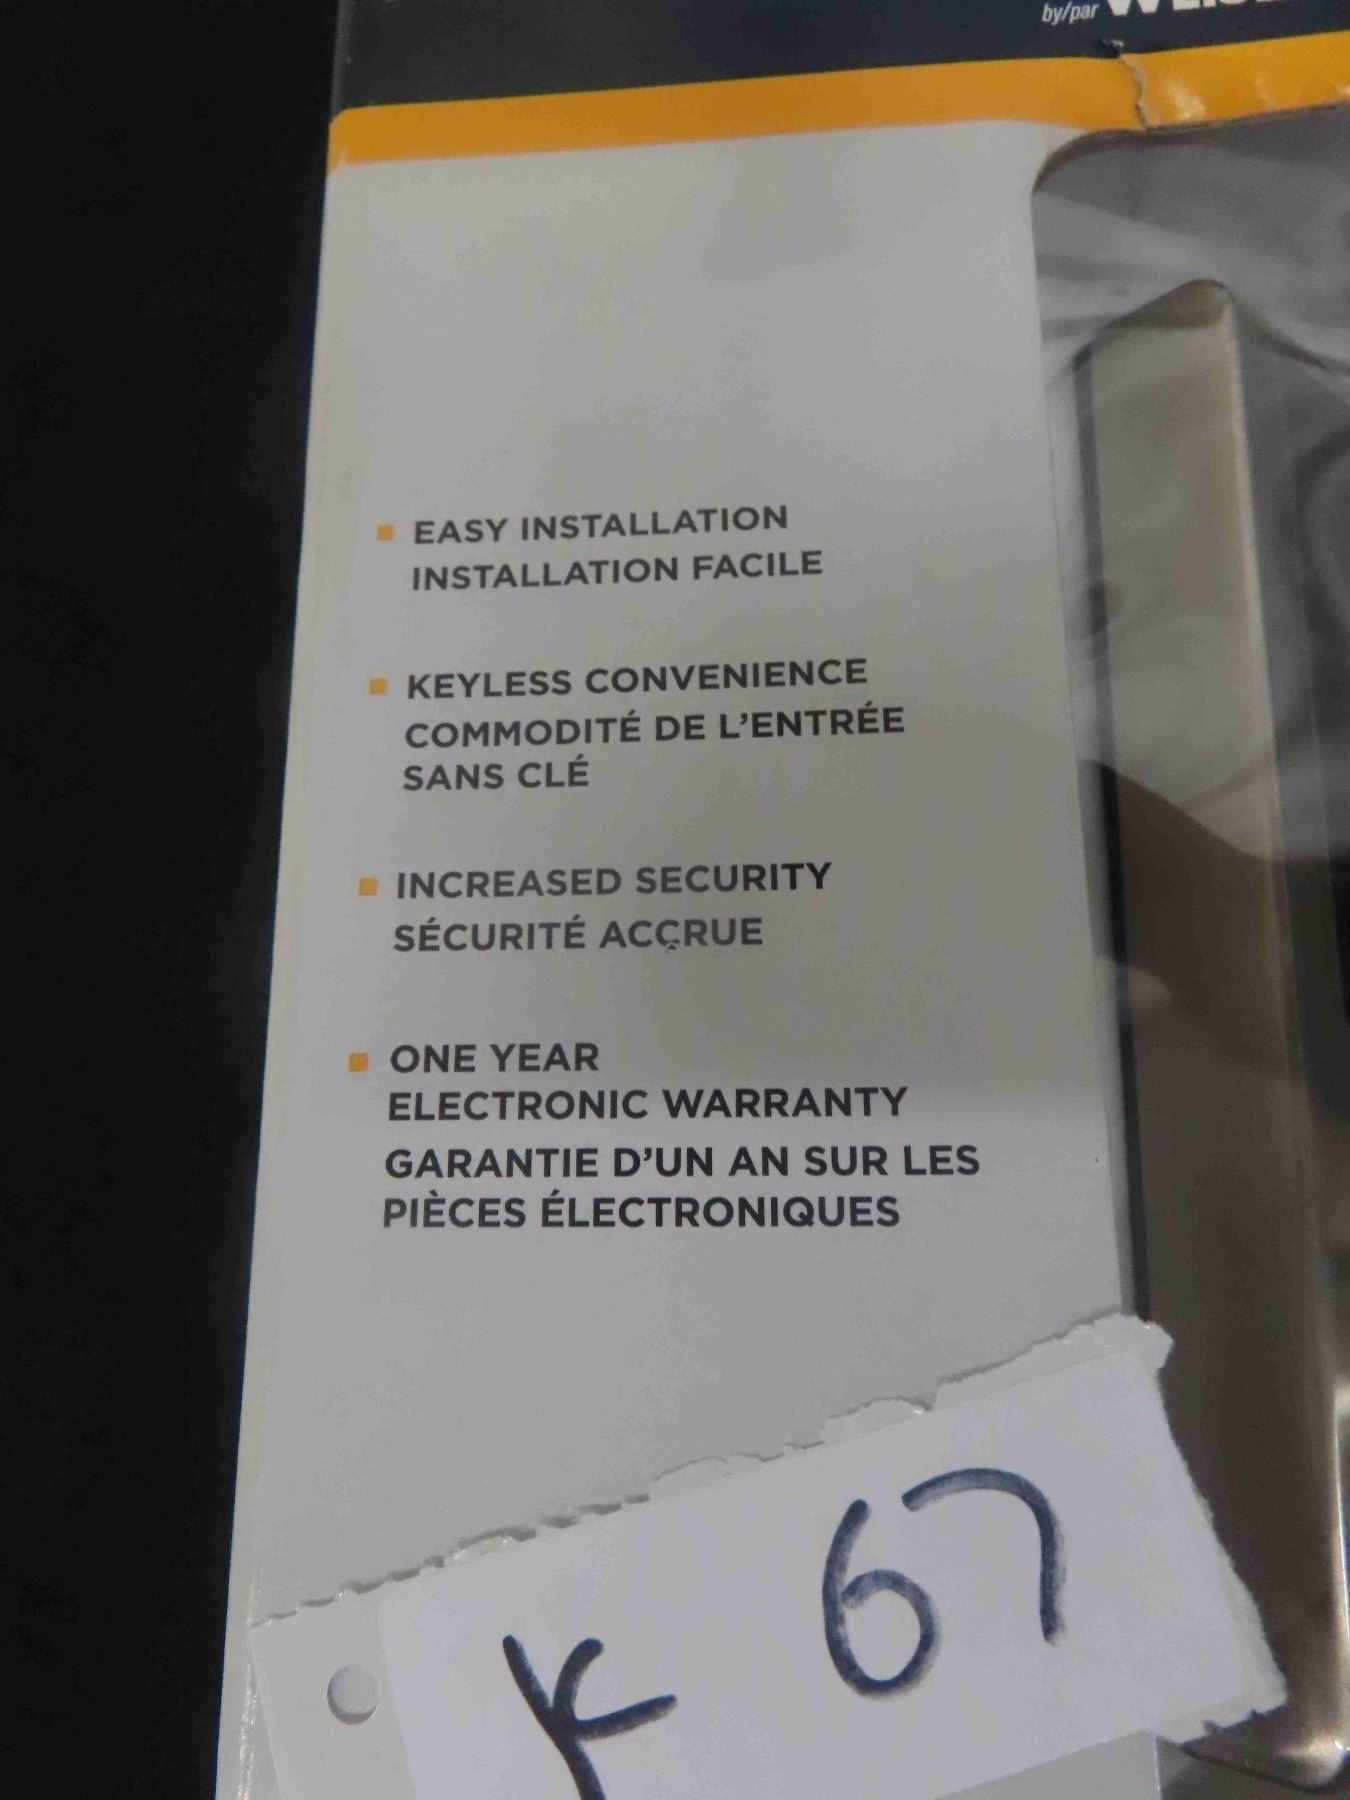 by/par
EASY INSTALLATION
INSTALLATION FACILE
KEYLESS CONVENIENCE
COMMODITÉ DE L'ENTRÉE
SANS CLÉ
INCREASED SECURITY
SÉCURITÉ ACCRUE
ONE YEAR
ELECTRONIC WARRANTY
GARANTIE D'UN AN SUR LES
PIÈCES ÉLECTRONIQUES
K 67